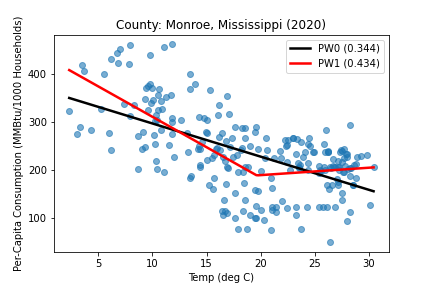 County: Monroe, Mississippi (2020)
PW0 (0.344)
PW1 (0.434)
Per-Capita Consumption (MMBtu/1000 Households)
400
300
200
100
5 10 15 20 25 30
Temp (deg C)